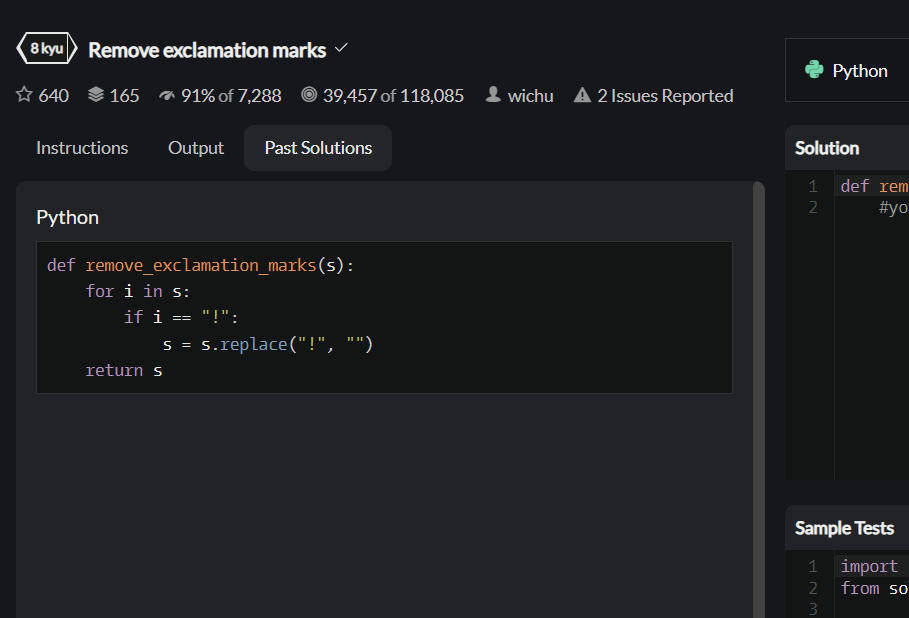 8 kyu Remove exclamation marks
640 165 91% of 7,288 39,457 of 118,085 wichu 2 Issues Reported
Python
Instructions Output Past Solutions
Solution
Python
1 def rem
2 #yo
def remove_exclamation_marks(s):
for i in s:
if i == "!":
s = s.replace("!", "")
return s
Sample Tests
1 import
2 from so
3